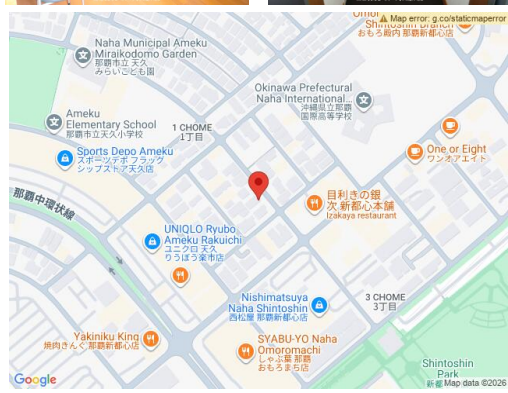 Map error: g.co/staticmaperror
Shintoshin Branch
おもろ殿内 那覇新都心店
Naha Municipal Ameku
Miraikodomo Garden
那覇市立 天久
みらいこども園
Okinawa Prefectural
Naha International...
沖縄県立那覇
国際高等学校
Ameku
Elementary School
那覇市立天久小学校
1 CHOME
1丁目
One or Eight
ワンオアエイト
Sports Depo Ameku
スポーツデポ フラッグ
シップストア天久店
那覇中環状線
目利きの銀
次 新都心本舗
Izakaya restaurant
UNIQLO Ryubo
Ameku Rakuichi
ユニクロ 天久
りうぼう楽市店
Nishimatsuya
Naha Shintoshin
西松屋 那覇新都心店
3 CHOME
3丁目
Yakiniku King
焼肉きんぐ 那覇新都心店
SYABU-YO Naha
Omoromachi
しゃぶ葉 那覇
おもろまち店
Shintoshin
Park
Google
Map data ©2026